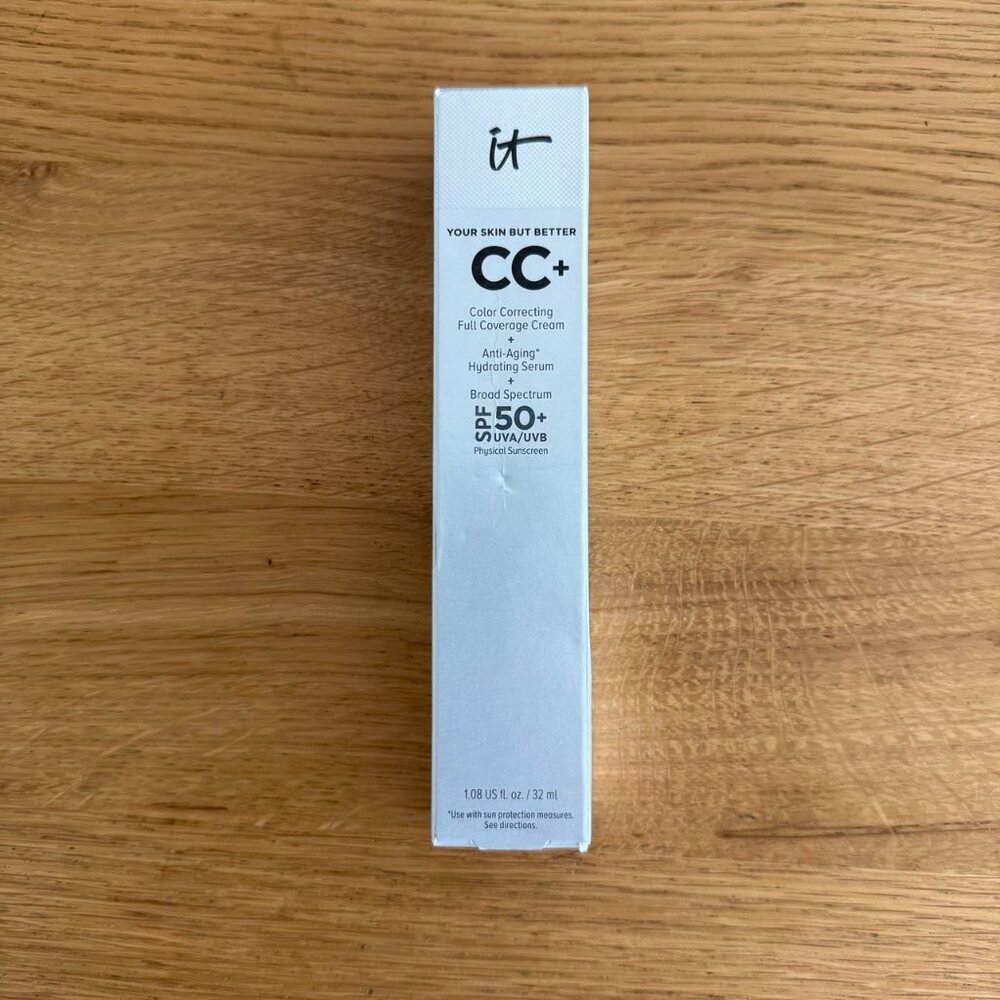 it
YOUR SKIN BUT BETTER
CC+
Color Correcting
Full Coverage Cream
+
Anti-Aging*
Hydrating Serum
+
Broad Spectrum
SPF 50+
UVA/UVB
Physical Sunscreen
1.08 US fl. oz. / 32 ml
*Use with sun protection measures.
See directions.